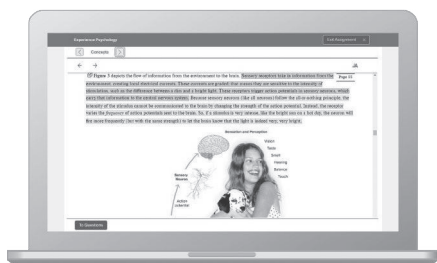 Experience Psychology
Exit Assignment
Concepts
Figure 3 depicts the flow of information from the environment to the brain. Sensory receptors take in information from the
Page 93
environment, creating local electrical currents. These currents are graded; that means they are sensitive to the intensity of
stimulation, such as the difference between a dim and a bright light. These receptors trigger action potentials in sensory neurons, which
carry that information to the central nervous system. Because sensory neurons (like all neurons) follow the all-or-nothing principle, the
intensity of the stimulus cannot be communicated to the brain by changing the strength of the action potential. Instead, the receptor
varies the frequency of action potentials sent to the brain. So, if a stimulus is very intense, like the bright sun on a hot day, the neuron will
fire more frequently (but with the same strength) to let the brain know that the light is indeed very, very bright.
Sensation and Perception
Vision
Taste
Smell
Hearing
Balance
Touch
Sensory
Neuron
Action
potential
To Questions